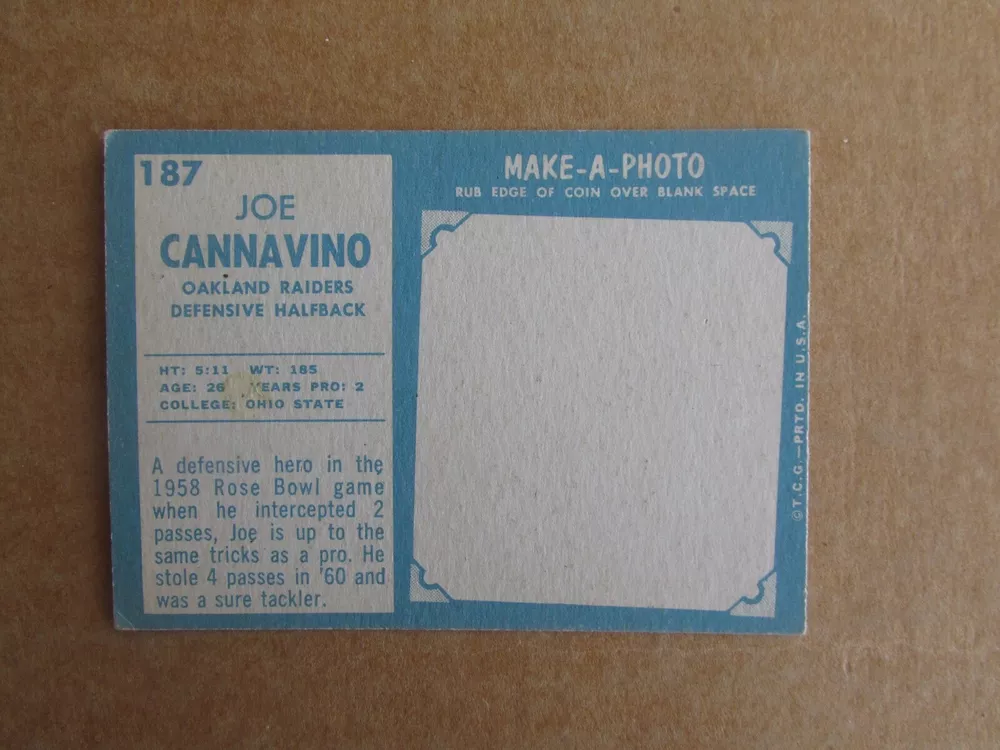 187
JOE
CANNAVINO
OAKLAND RAIDERS
DEFENSIVE HALFBACK
HT: 5:11 WT: 185
AGE: 26 YEARS PRO: 2
COLLEGE: OHIO STATE
A defensive hero in the
1958 Rose Bowl game
when he intercepted 2
passes, Joe is up to the
same tricks as a pro. He
stole 4 passes in '60 and
was a sure tackler.
MAKE-A-PHOTO
RUB EDGE OF COIN OVER BLANK SPACE
©T.C.G.—PRTD. IN U.S.A.